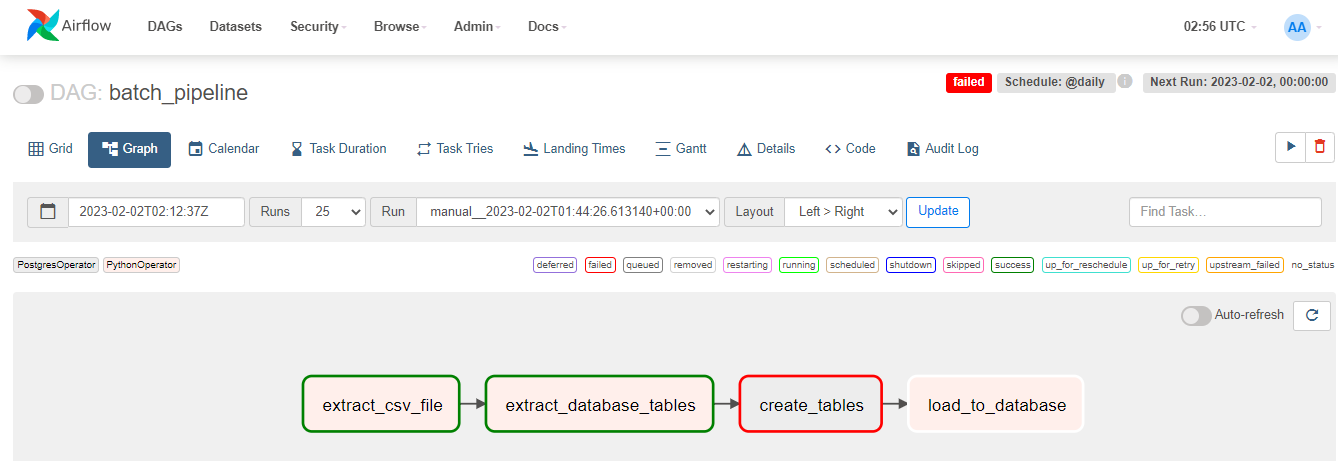 Airflow DAGs Datasets Security Browse Admin Docs 02:56 UTC AA
DAG: batch_pipeline failed Schedule: @daily Next Run: 2023-02-02, 00:00:00
Grid Graph Calendar Task Duration Task Tries Landing Times Gantt Details Code Audit Log
2023-02-02T02:12:37Z Runs 25 Run manual__2023-02-02T01:44:26.613140+00:00 Layout Left > Right Update Find Task...
PostgresOperator PythonOperator deferred failed queued removed restarting running scheduled shutdown skipped success up_for_reschedule up_for_retry upstream_failed no_status
Auto-refresh
extract_csv_file extract_database_tables create_tables load_to_database